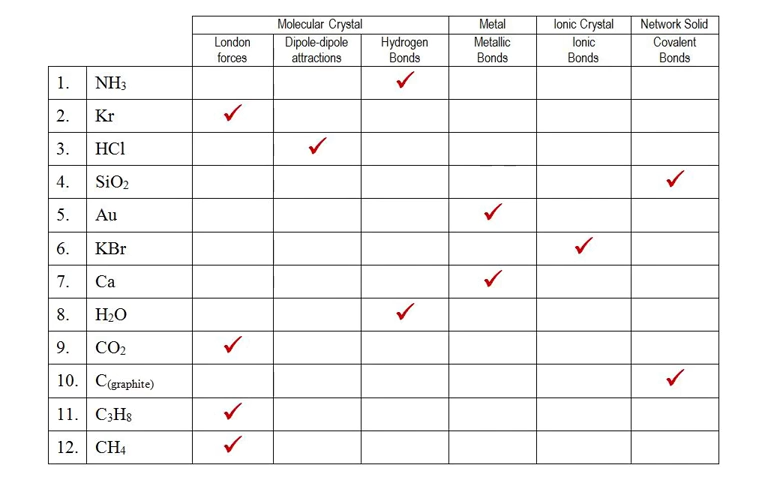 Molecular Crystal Metal Ionic Crystal Network Solid
London forces Dipole-dipole attractions Hydrogen Bonds Metallic Bonds Ionic Bonds Covalent Bonds
1. NH₃ ✓
2. Kr ✓
3. HCl ✓
4. SiO₂ ✓
5. Au ✓
6. KBr ✓
7. Ca ✓
8. H₂O ✓
9. CO₂ ✓
10. C(graphite) ✓
11. C₃H₈ ✓
12. CH₄ ✓